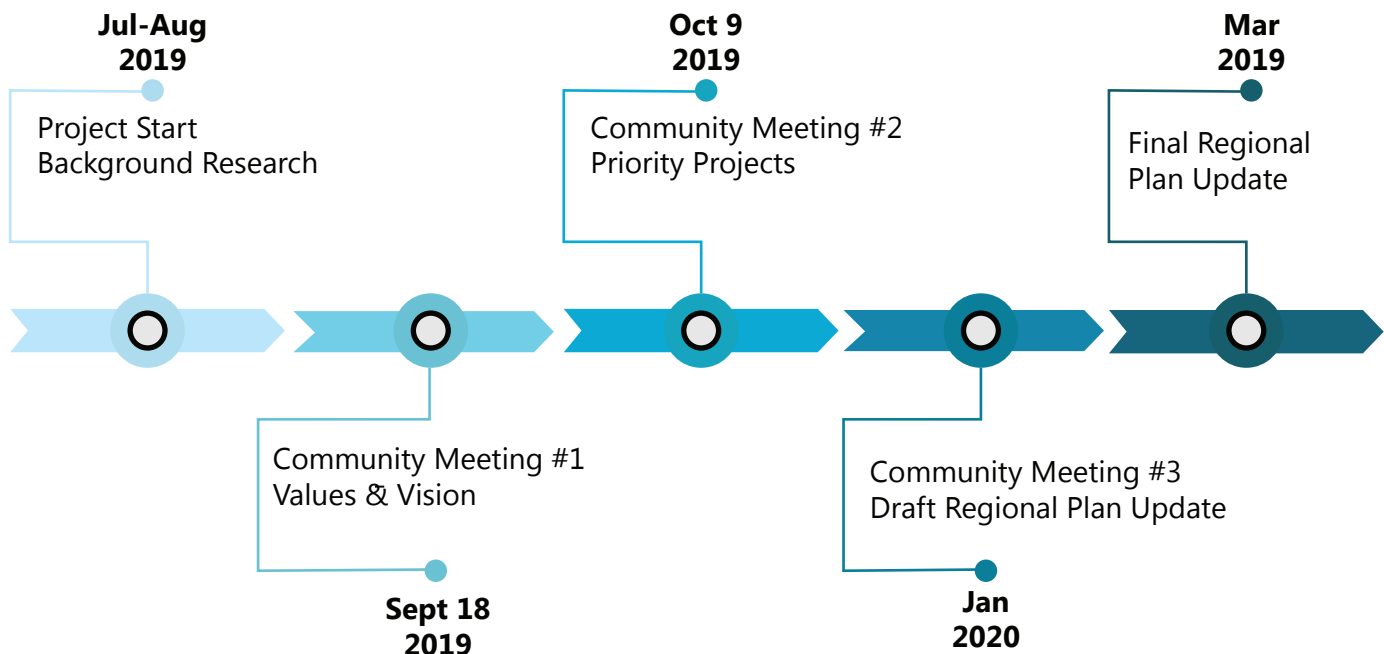 Jul-Aug
2019
Project Start
Background Research
Community Meeting #1
Values & Vision
Sept 18
2019
Oct 9
2019
Community Meeting #2
Priority Projects
Community Meeting #3
Draft Regional Plan Update
Jan
2020
Mar
2019
Final Regional
Plan Update